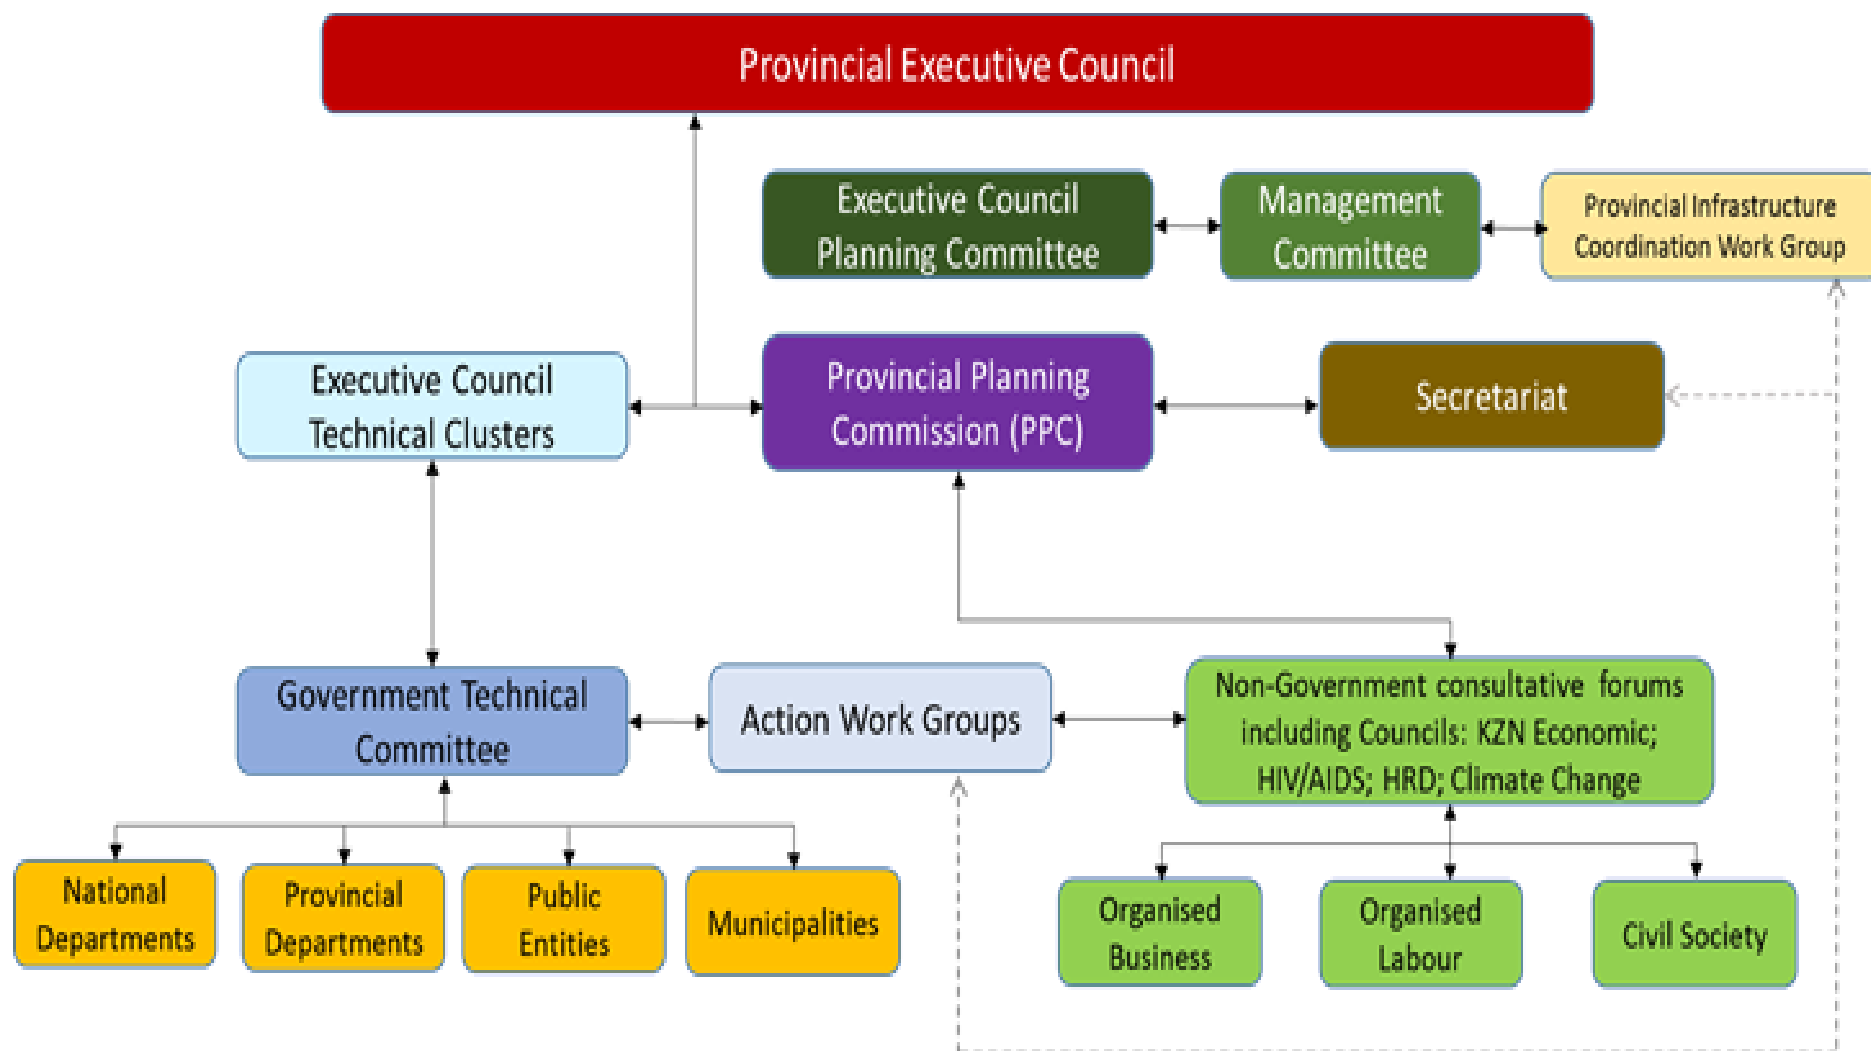 Provincial Executive Council
Executive Council
Planning Committee
Management
Committee
Provincial Infrastructure
Coordination Work Group
Executive Council
Technical Clusters
Provincial Planning
Commission (PPC)
Secretariat
Government Technical
Committee
Action Work Groups
Non-Government consultative forums
including Councils: KZN Economic;
HIV/AIDS; HRD; Climate Change
National
Departments
Provincial
Departments
Public
Entities
Municipalities
Organised
Business
Organised
Labour
Civil Society